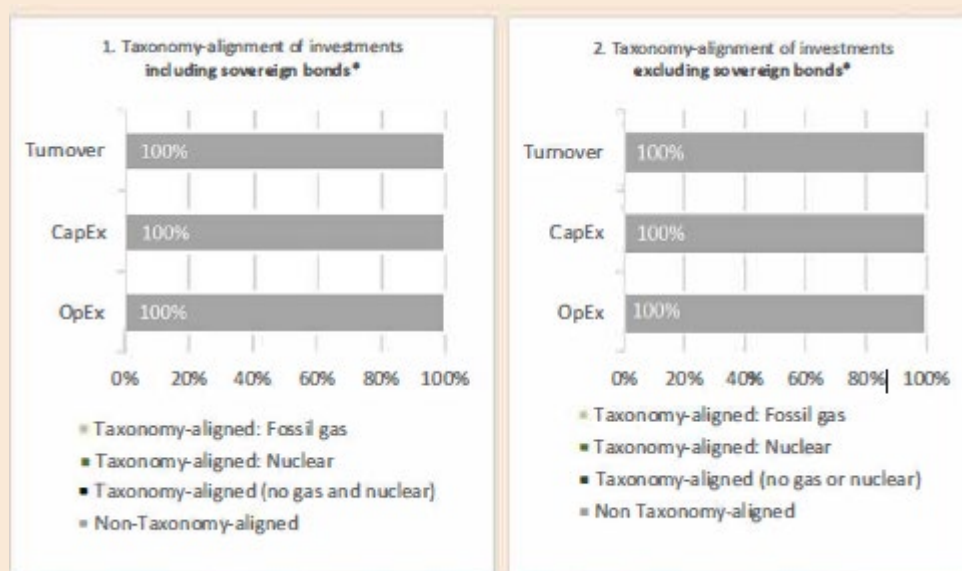 1. Taxonomy-alignment of investments
including sovereign bonds*
Turnover
100%
CapEx
100%
OpEx
100%
0% 20% 40% 60% 80% 100%
Taxonomy-aligned: Fossil gas
Taxonomy-aligned: Nuclear
Taxonomy-aligned (no gas and nuclear)
Non-Taxonomy-aligned
2. Taxonomy-alignment of investments
excluding sovereign bonds*
Turnover
100%
CapEx
100%
OpEx
100%
0% 20% 40% 60% 80% 100%
Taxonomy-aligned: Fossil gas
Taxonomy-aligned: Nuclear
Taxonomy-aligned (no gas or nuclear)
Non Taxonomy-aligned